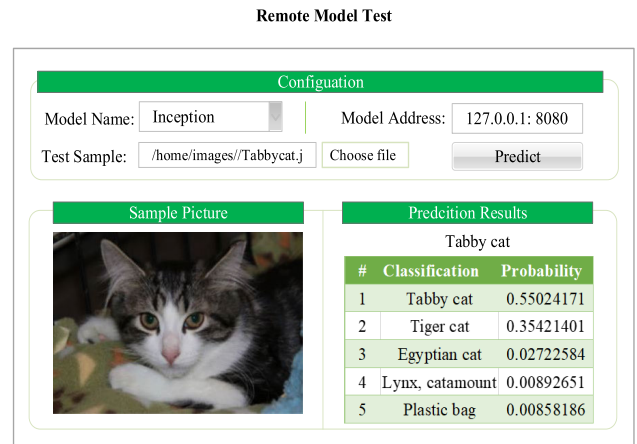 Remote Model Test
Configuation
Model Name: Inception Model Address: 127.0.0.1: 8080
Test Sample: /home/images//Tabbycat.j Choose file Predict
Sample Picture
Predcition Results
Tabby cat
# Classification Probability
1 Tabby cat 0.55024171
2 Tiger cat 0.35421401
3 Egyptian cat 0.02722584
4 Lynx, catamount 0.00892651
5 Plastic bag 0.00858186